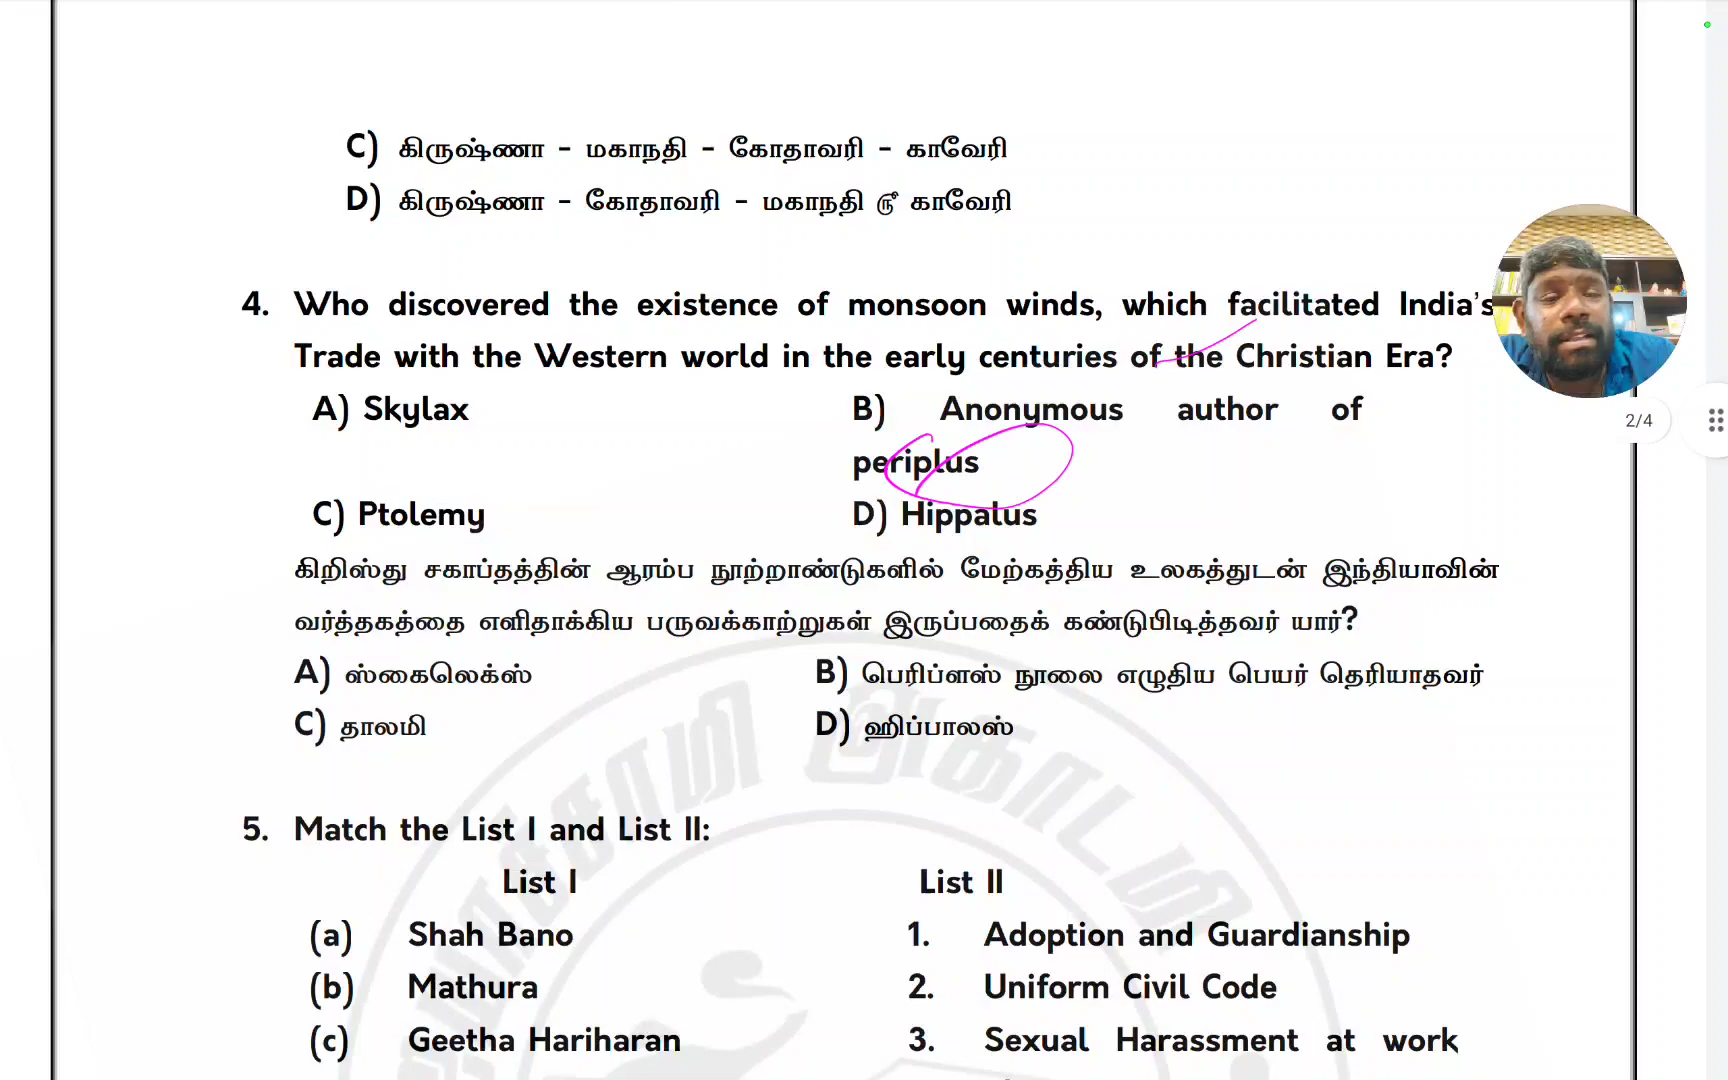 C) கிருஷ்ணா - மகாநதி - கோதாவரி - காவேரி
D) கிருஷ்ணா - கோதாவரி - மகாநதி ரீ காவேரி
4. Who discovered the existence of monsoon winds, which facilitated India's
Trade with the Western world in the early centuries of the Christian Era?
A) Skylax B) Anonymous author of
periplus
2/4
C) Ptolemy D) Hippalus
கிறிஸ்து சகாப்தத்தின் ஆரம்ப நூற்றாண்டுகளில் மேற்கத்திய உலகத்துடன் இந்தியாவின்
வர்த்தகத்தை எளிதாக்கிய பருவக்காற்றுகள் இருப்பதைக் கண்டுபிடித்தவர் யார்?
A) ஸ்கைலெக்ஸ் B) பெரிப்ளஸ் நூலை எழுதிய பெயர் தெரியாதவர்
C) தாலமி D) ஹிப்பாலஸ்
5. Match the List I and List II:
List I List II
(a) Shah Bano 1. Adoption and Guardianship
(b) Mathura 2. Uniform Civil Code
(c) Geetha Hariharan 3. Sexual Harassment at work